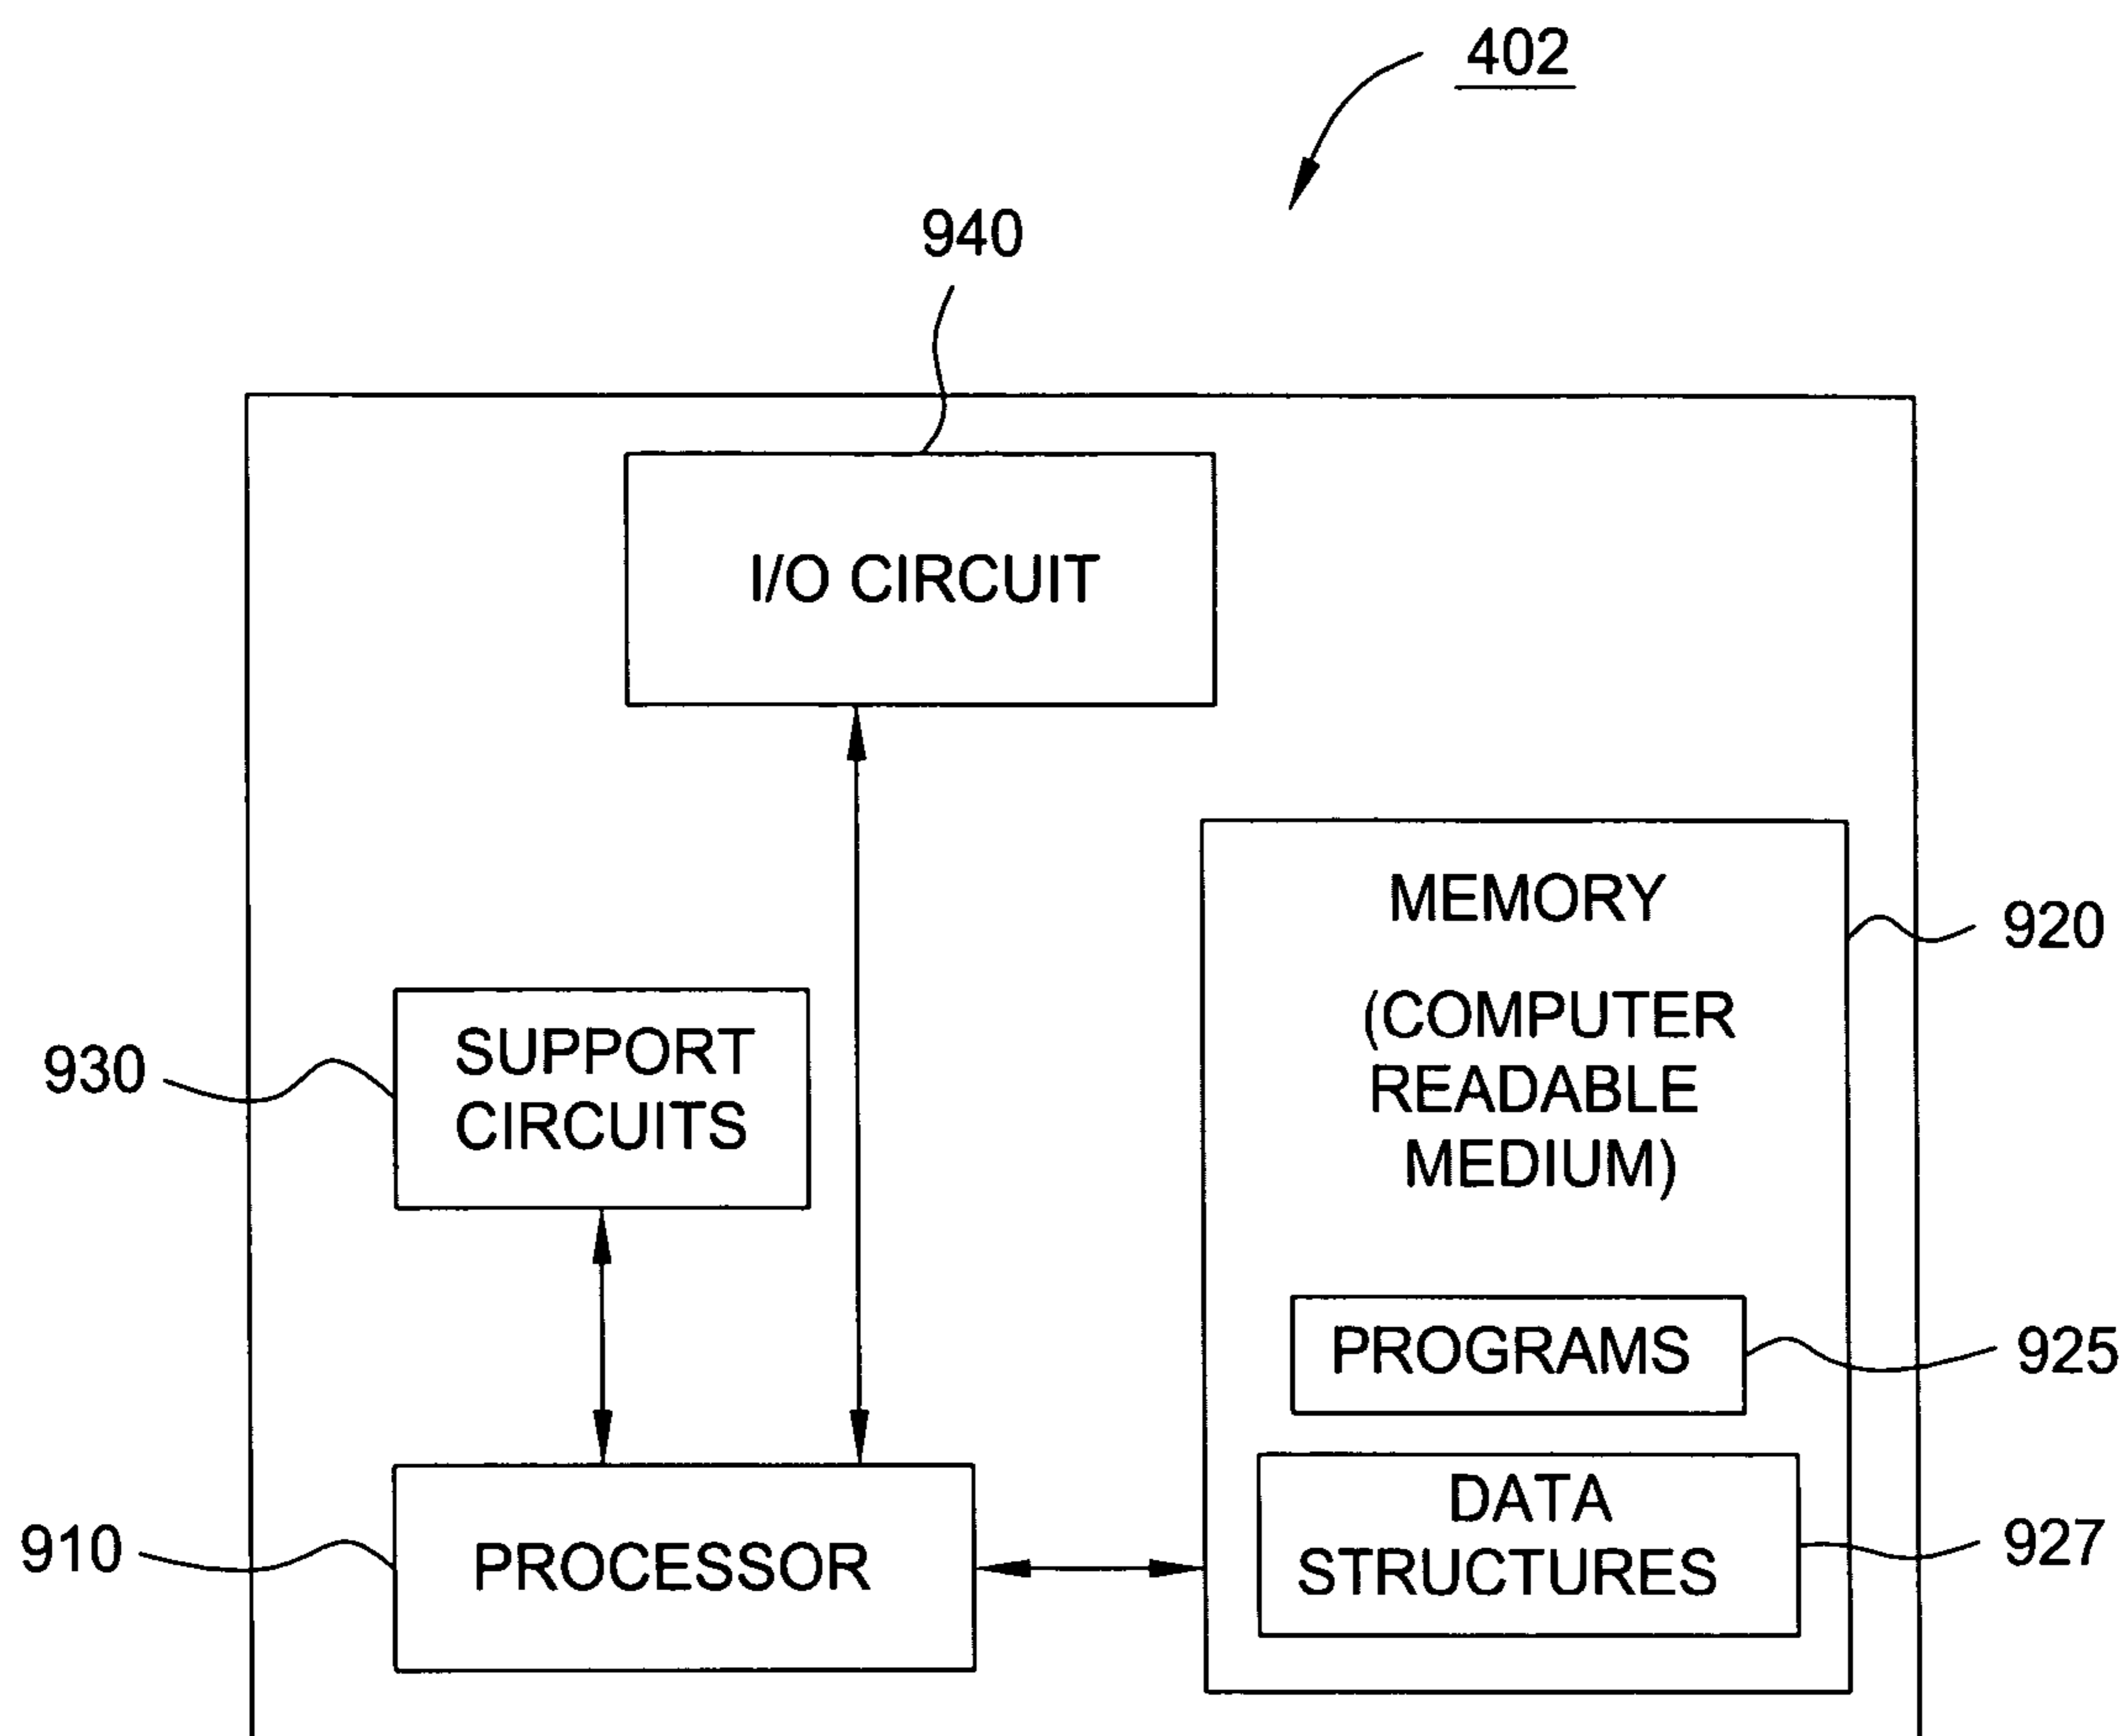 402
940
I/O CIRCUIT
MEMORY
920
(COMPUTER
READABLE
MEDIUM)
930
SUPPORT
CIRCUITS
PROGRAMS
925
DATA
STRUCTURES
927
910
PROCESSOR